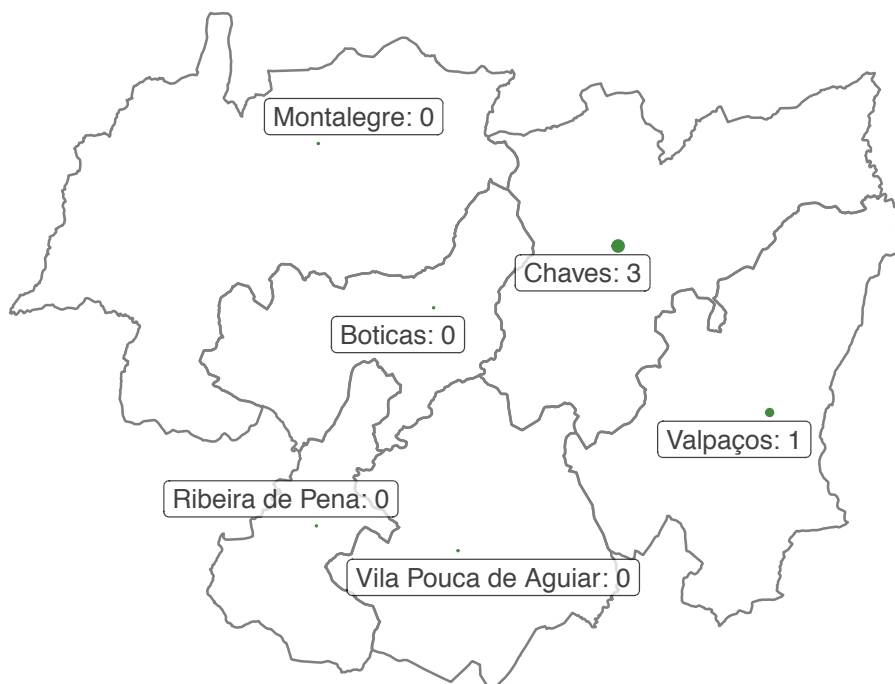 Montalegre: 0
Chaves: 3
Boticas: 0
Valpaços: 1
Ribeira de Pena: 0
Vila Pouca de Aguiar: 0